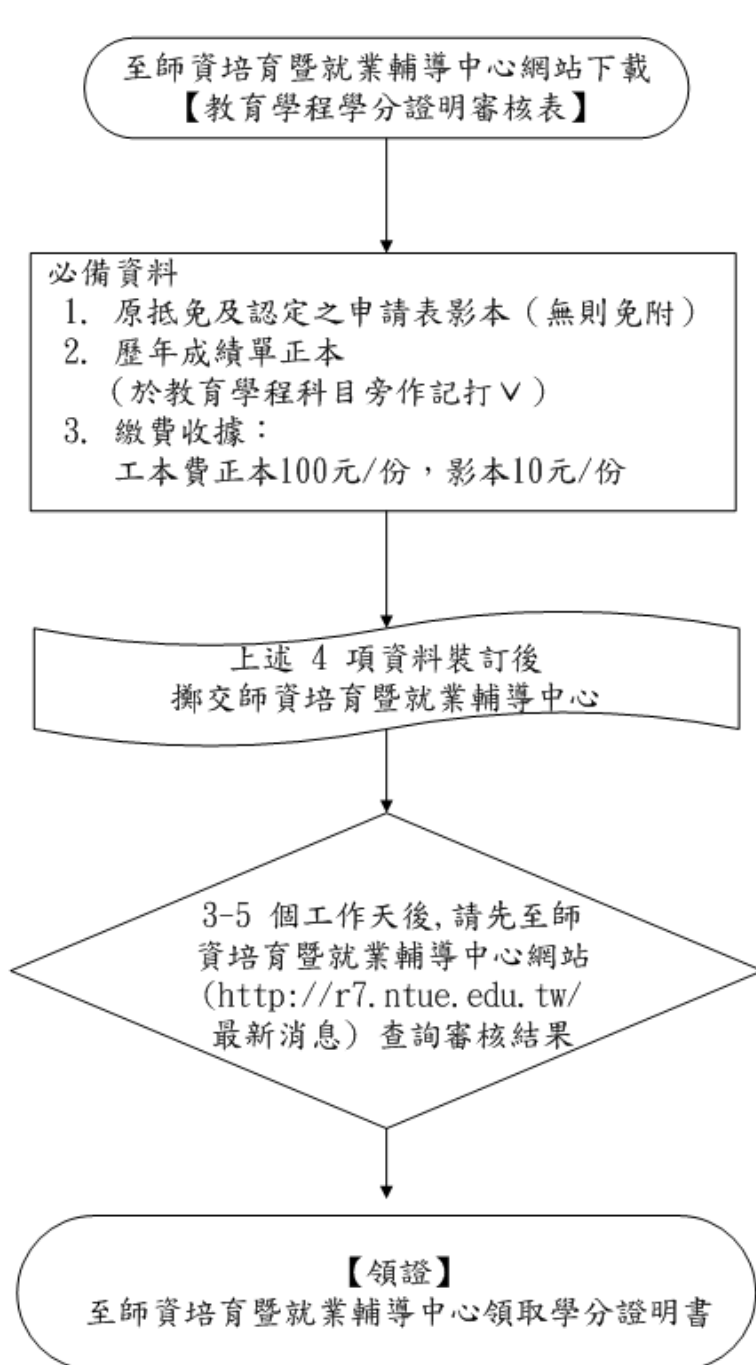 至師資培育暨就業輔導中心網站下載
【教育學程學分證明審核表】
必備資料
1. 原抵免及認定之申請表影本（無則免附）
2. 歷年成績單正本
（於教育學程科目旁作記打∨）
3. 繳費收據：
工本費正本100元/份，影本10元/份
上述 4 項資料裝訂後
擲交師資培育暨就業輔導中心
3-5 個工作天後,請先至師
資培育暨就業輔導中心網站
(http://r7.ntue.edu.tw/
最新消息) 查詢審核結果
【領證】
至師資培育暨就業輔導中心領取學分證明書